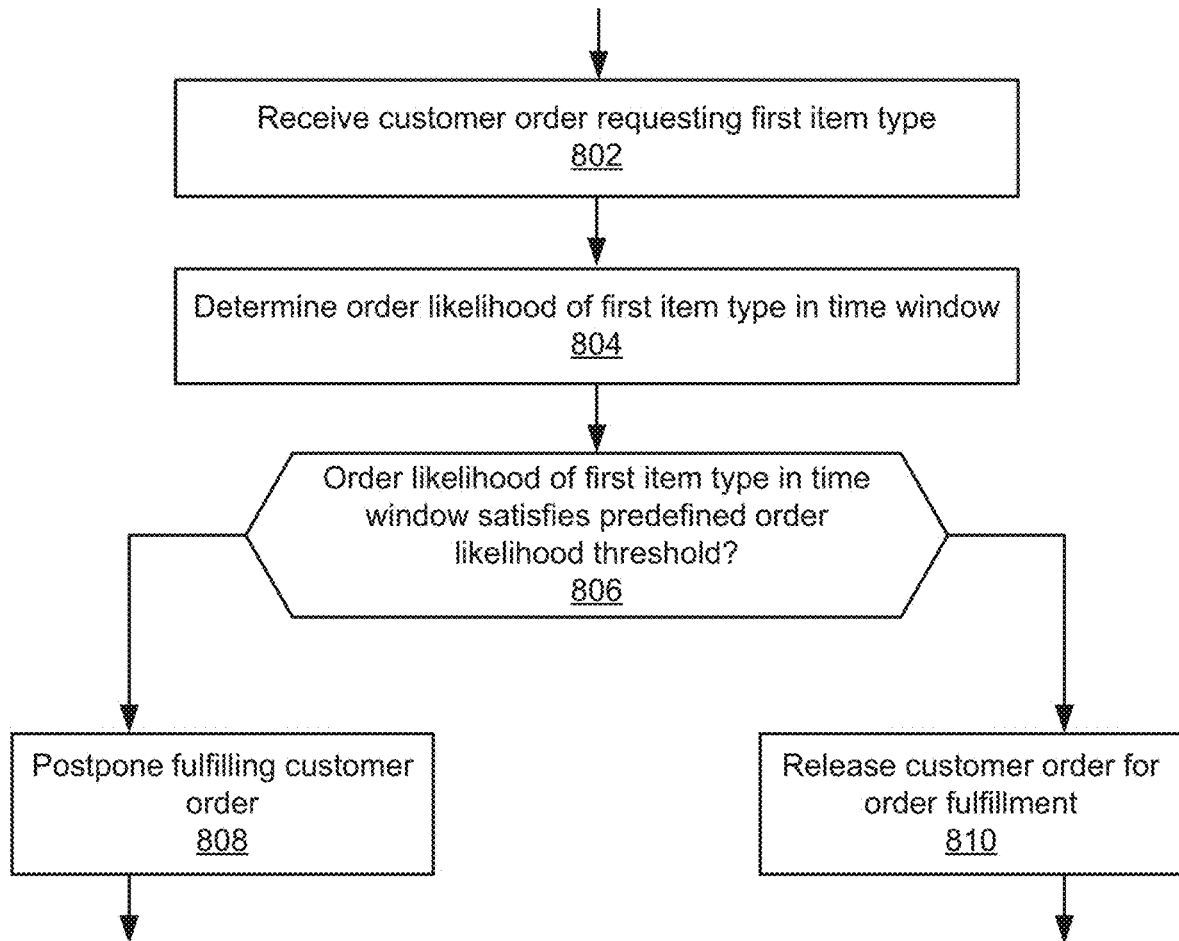 Receive customer order requesting first item type
802
Determine order likelihood of first item type in time window
804
Order likelihood of first item type in time
window satisfies predefined order
likelihood threshold?
806
Postpone fulfilling customer
order
808
Release customer order for
order fulfillment
810